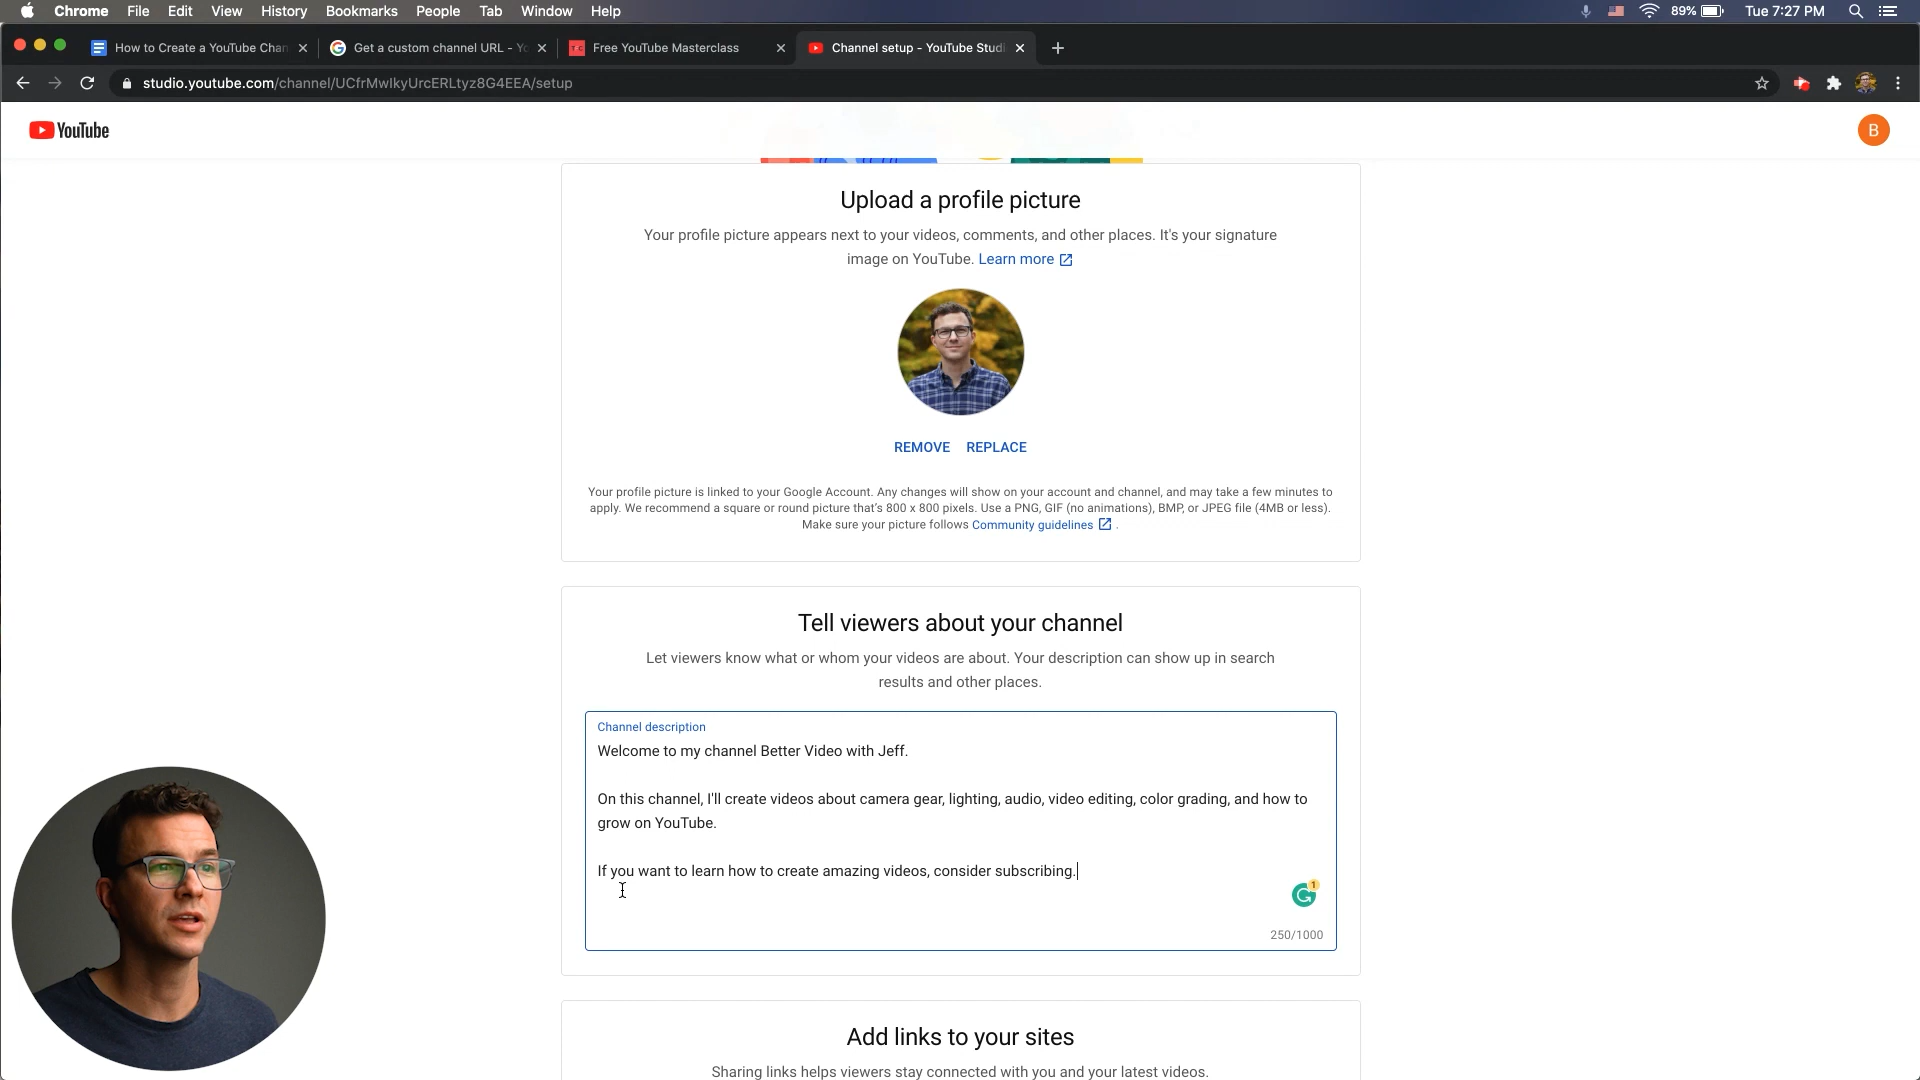 Chrome File Edit View History Bookmarks People Tab Window Help
89% Tue 7:27 PM
How to Create a YouTube Chan
Get a custom channel URL - Yo
Free YouTube Masterclass
Channel setup - YouTube Studi
studio.youtube.com/channel/UCfrMwIkyUrcERLtyz8G4EEA/setup
YouTube
B
Upload a profile picture
Your profile picture appears next to your videos, comments, and other places. It's your signature
image on YouTube. Learn more
REMOVE REPLACE
Your profile picture is linked to your Google Account. Any changes will show on your account and channel, and may take a few minutes to
apply. We recommend a square or round picture that's 800 x 800 pixels. Use a PNG, GIF (no animations), BMP, or JPEG file (4MB or less).
Make sure your picture follows Community guidelines .
Tell viewers about your channel
Let viewers know what or whom your videos are about. Your description can show up in search
results and other places.
Channel description
Welcome to my channel Better Video with Jeff.
On this channel, I'll create videos about camera gear, lighting, audio, video editing, color grading, and how to
grow on YouTube.
If you want to learn how to create amazing videos, consider subscribing.
1
250/1000
Add links to your sites
Sharing links helps viewers stay connected with you and your latest videos.